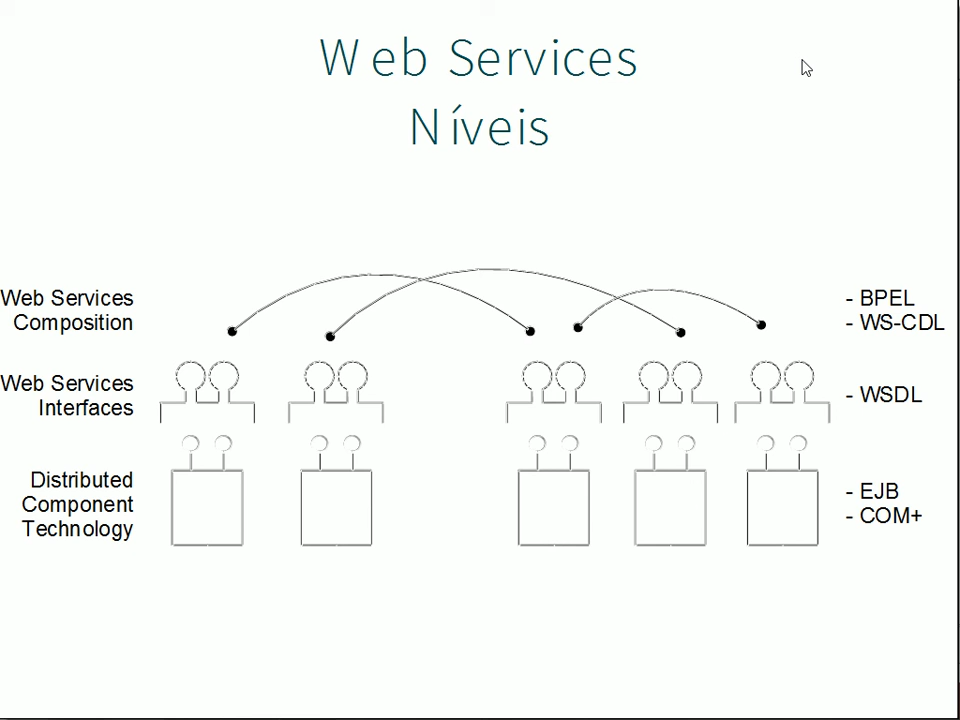 Web Services
Níveis
Web Services
Composition
- BPEL
- WS-CDL
Web Services
Interfaces
- WSDL
Distributed
Component
Technology
- EJB
- COM+